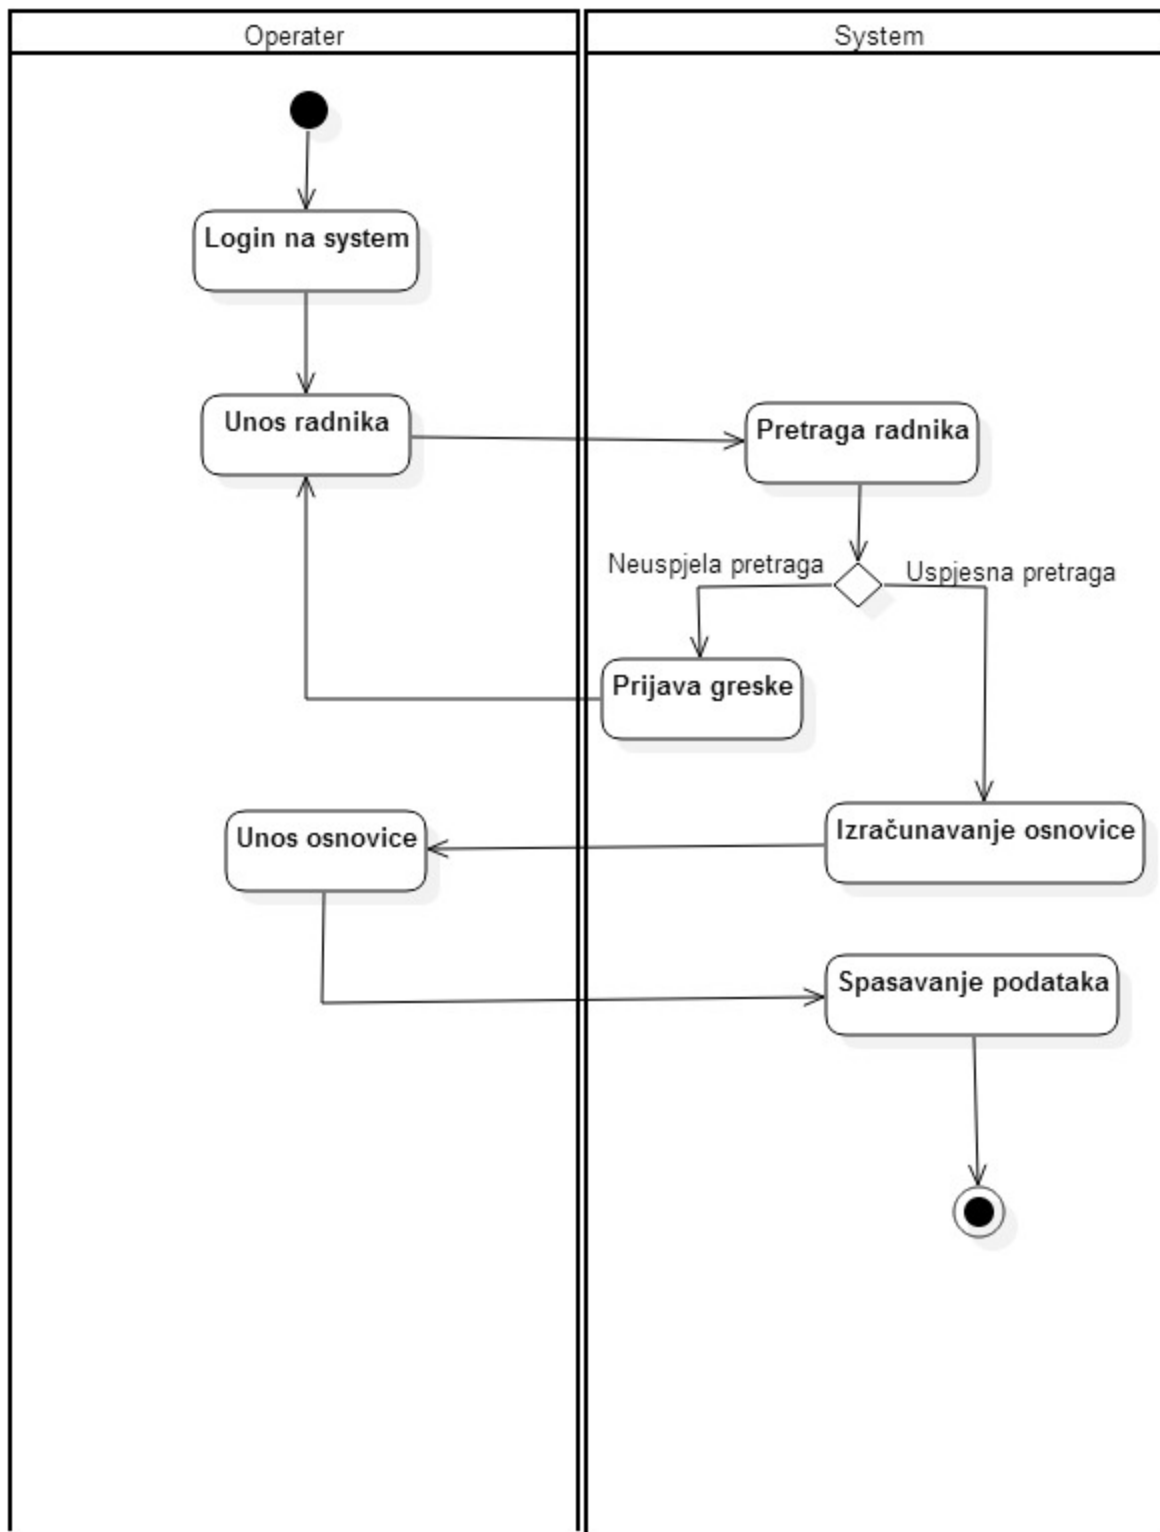 Operater
System
Login na system
Unos radnika
Pretraga radnika
Neuspjela pretraga
Uspjesna pretraga
Prijava greske
Unos osnovice
Izračunavanje osnovice
Spasavanje podataka